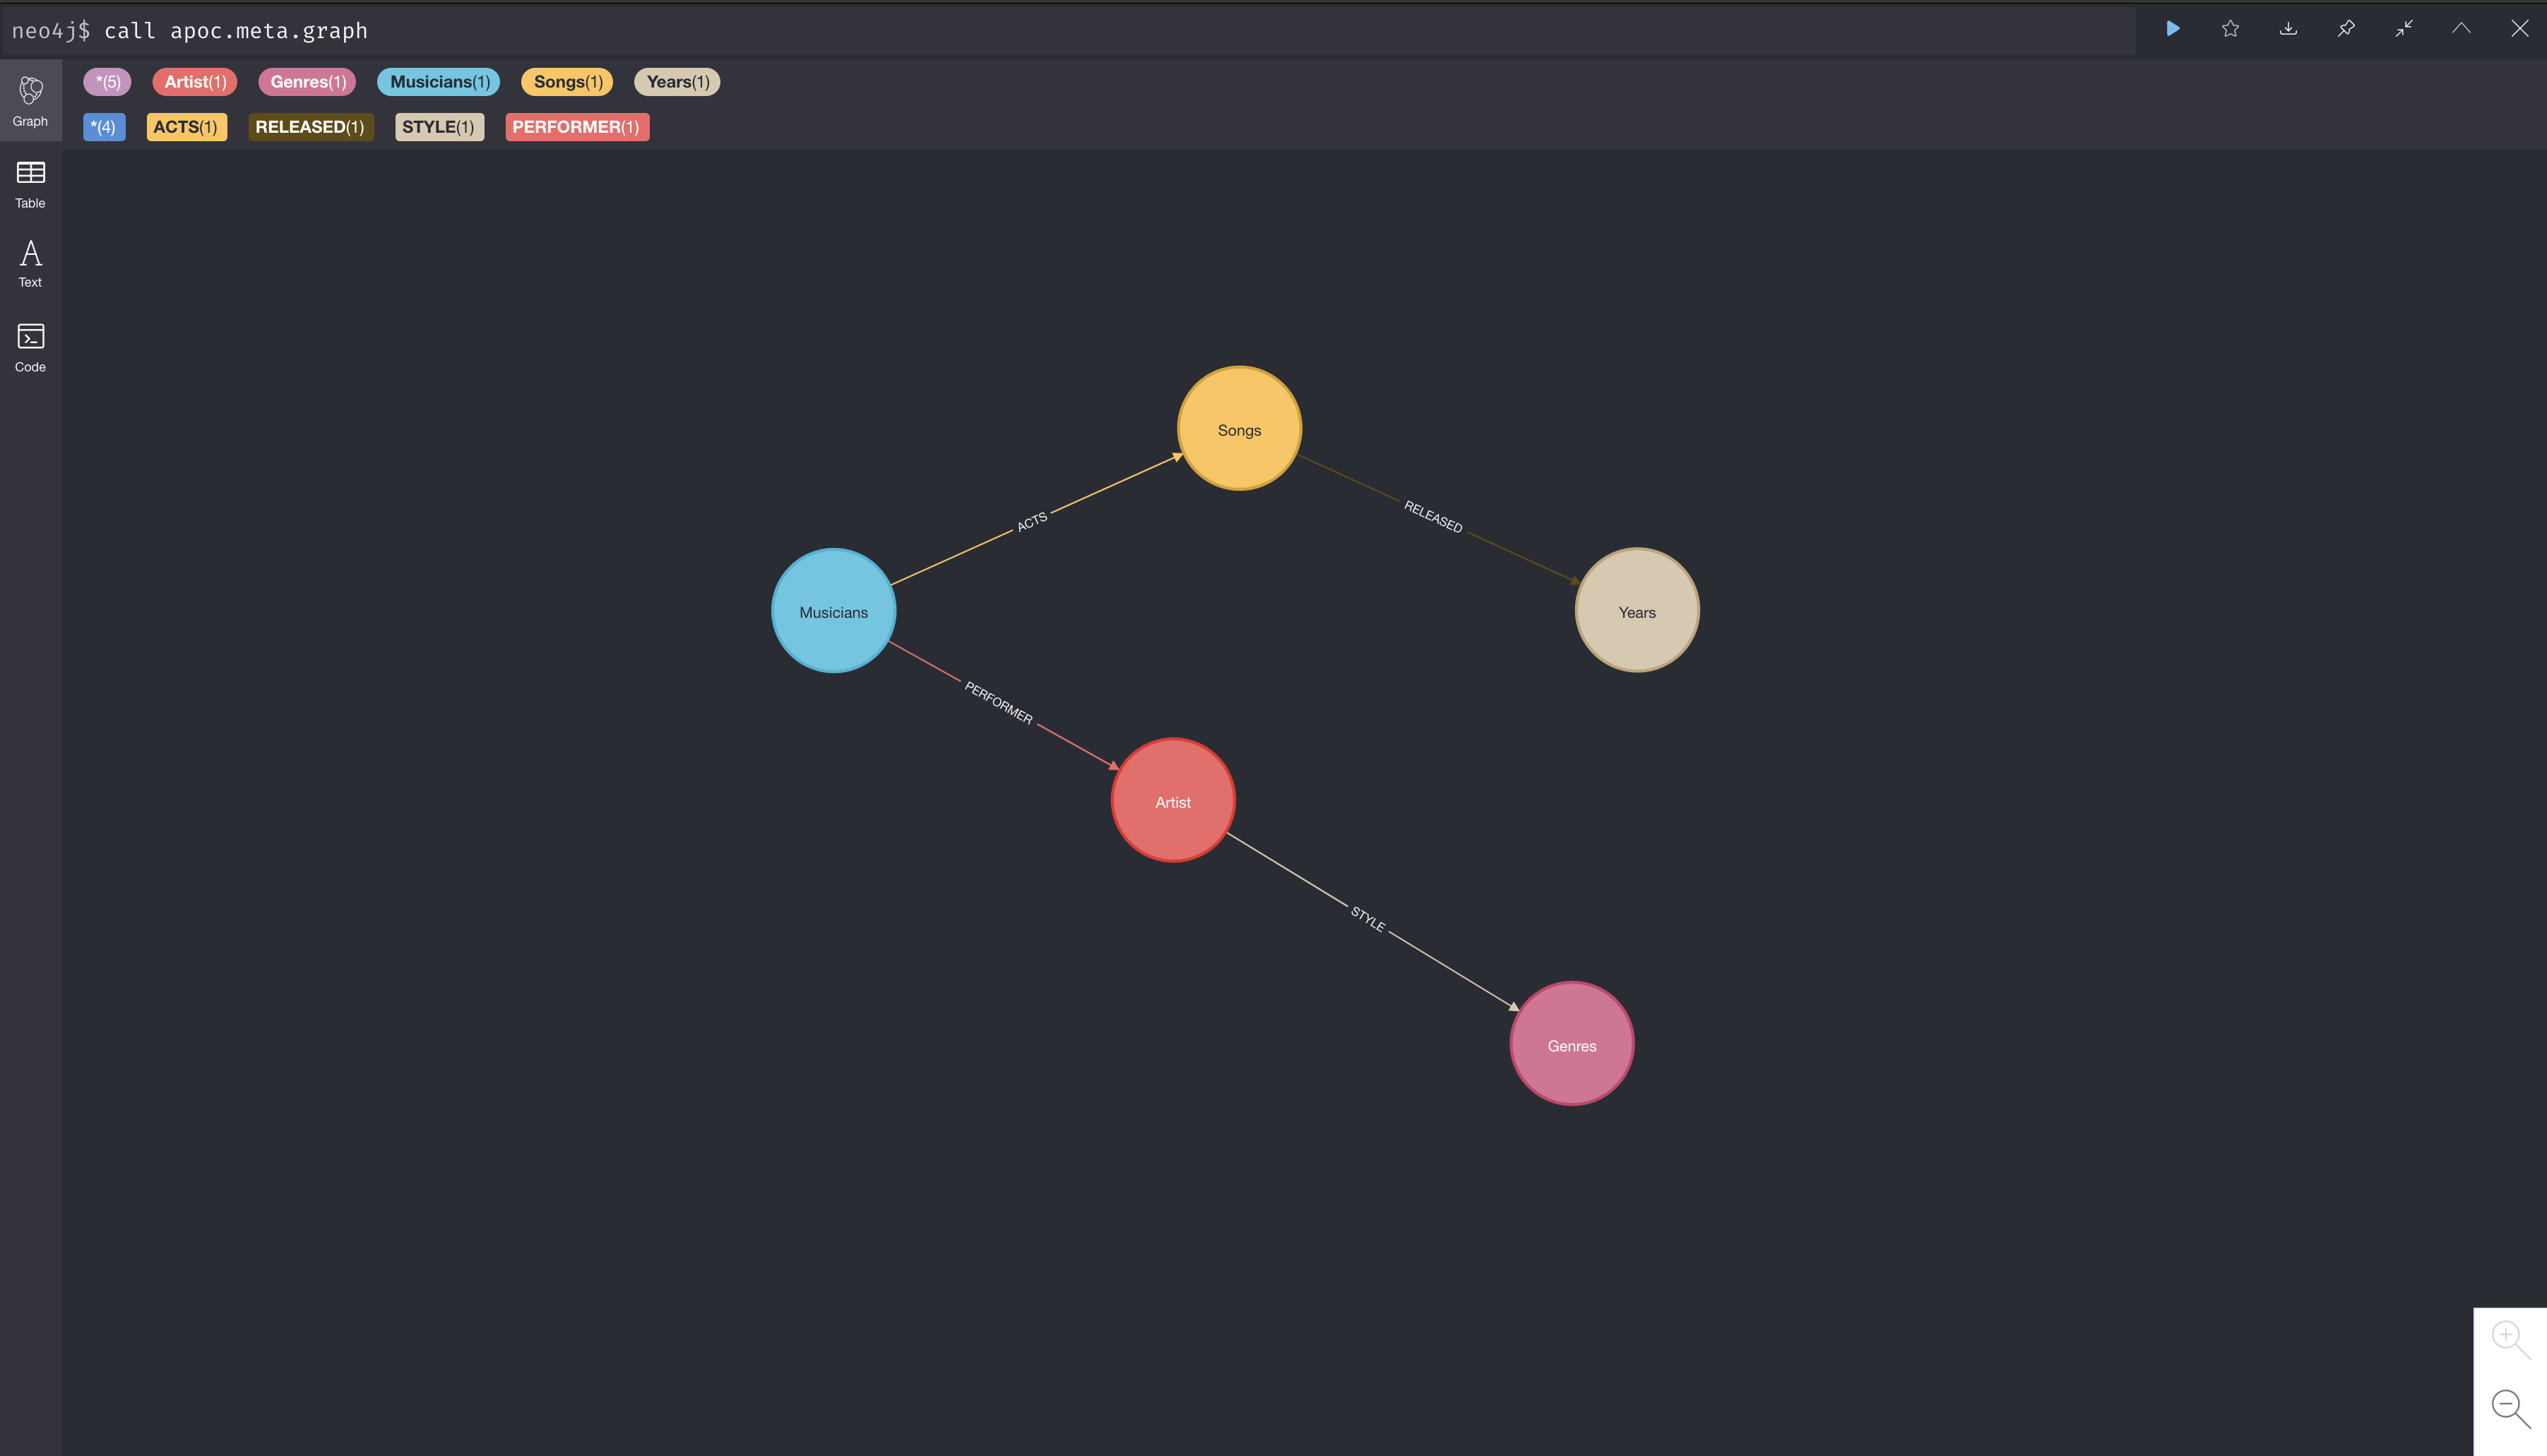 neo4j$ call apoc.meta.graph
*(5) Artist(1) Genres(1) Musicians(1) Songs(1) Years(1)
*(4) ACTS(1) RELEASED(1) STYLE(1) PERFORMER(1)
Graph
Table
Text
Code
Songs
ACTS
RELEASED
Musicians
Years
PERFORMER
Artist
STYLE
Genres